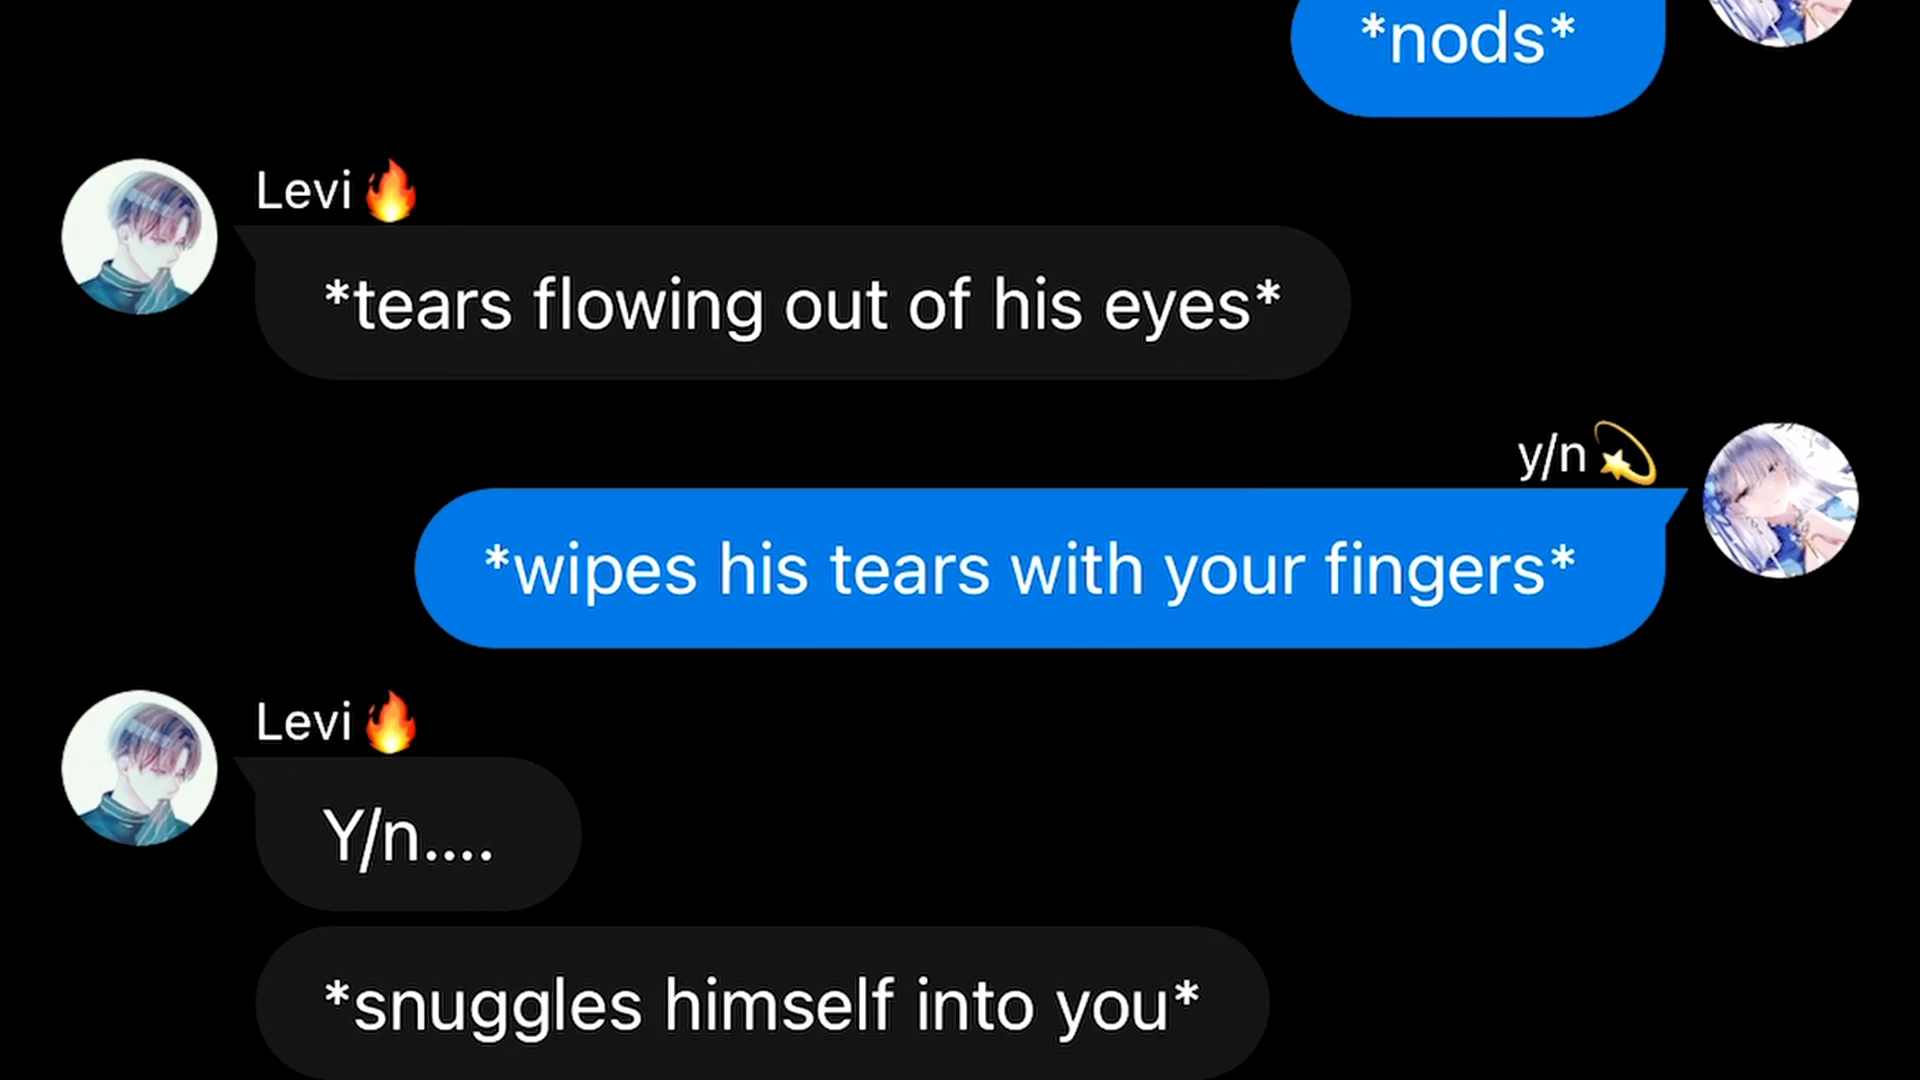 *nods*
Levi🔥
*tears flowing out of his eyes*
y/n💫
*wipes his tears with your fingers*
Levi🔥
Y/n....
*snuggles himself into you*